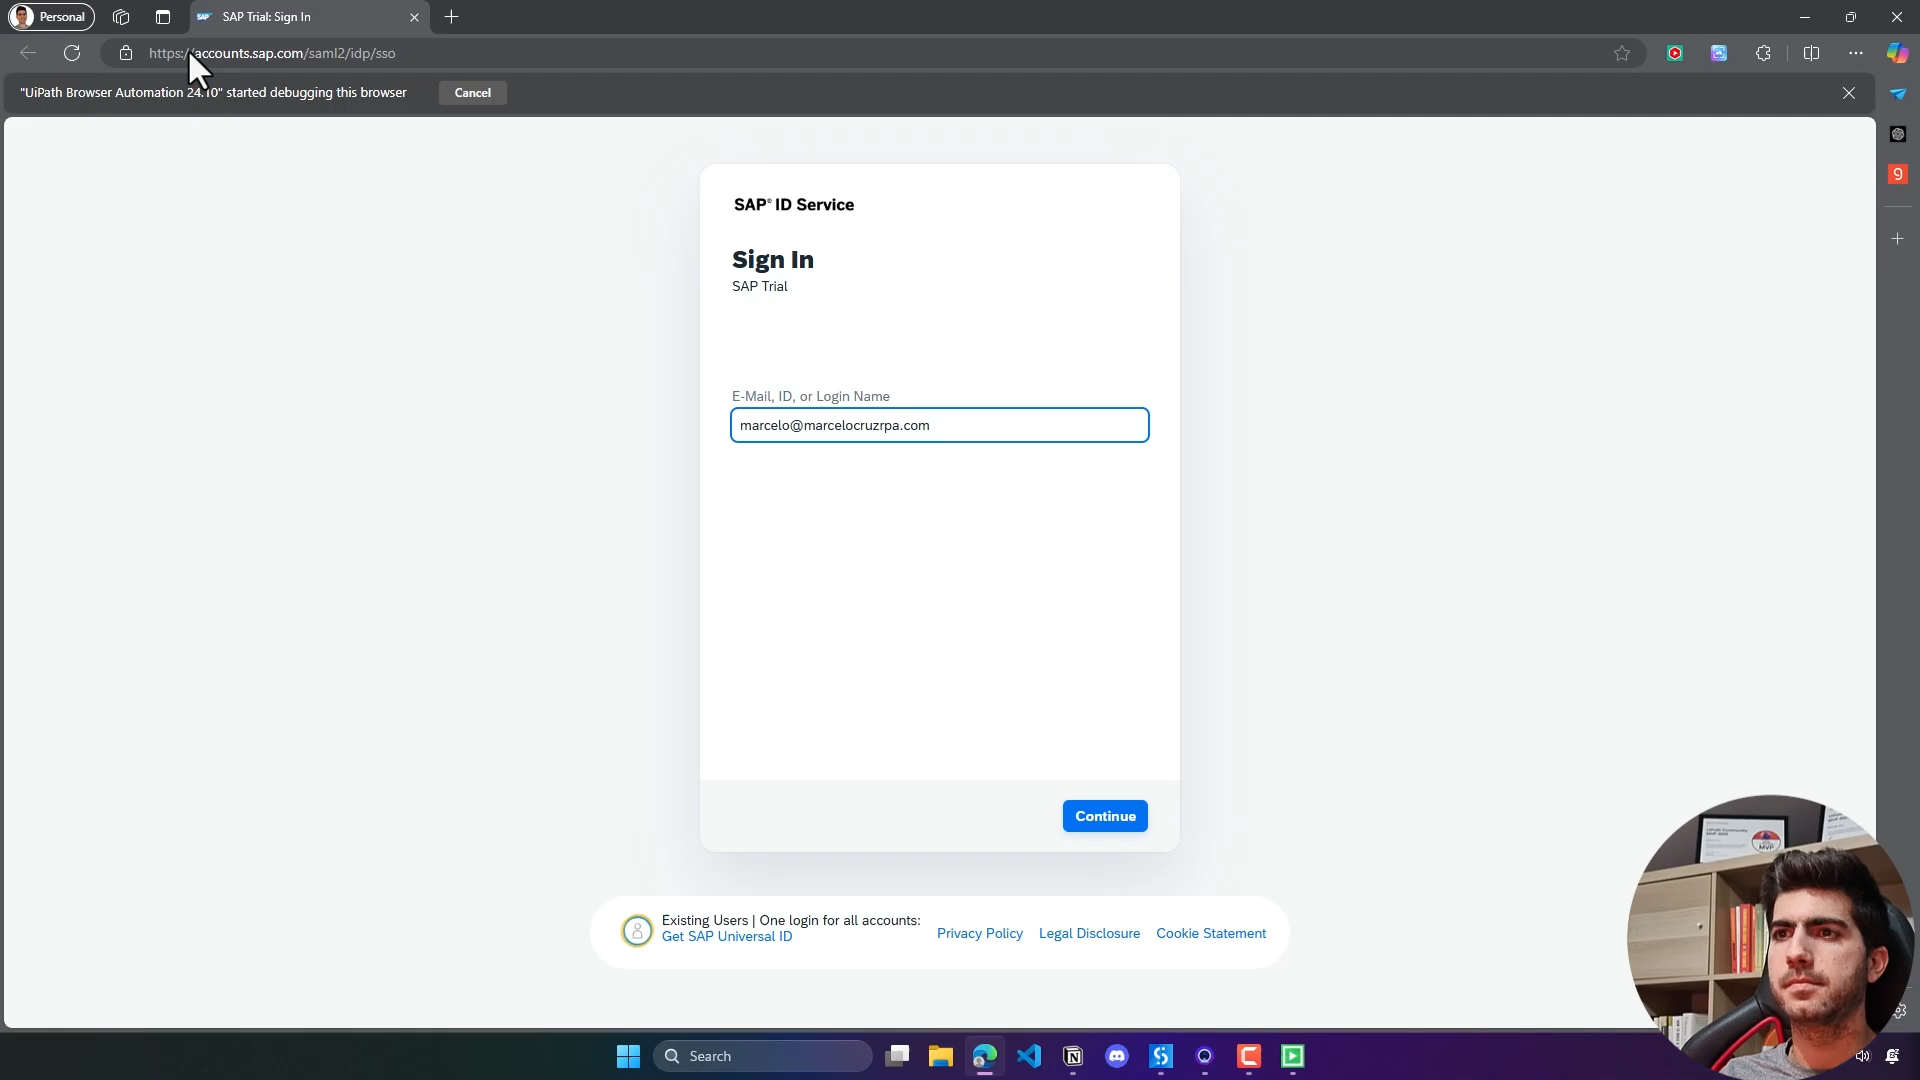 Personal
SAP Trial: Sign In
https://accounts.sap.com/saml2/idp/sso
"UiPath Browser Automation 24.10" started debugging this browser
Cancel
SAP® ID Service
Sign In
SAP Trial
E-Mail, ID, or Login Name
marcelo@marcelocruzrpa.com
Continue
Existing Users | One login for all accounts:
Get SAP Universal ID
Privacy Policy
Legal Disclosure
Cookie Statement
Search
MVP